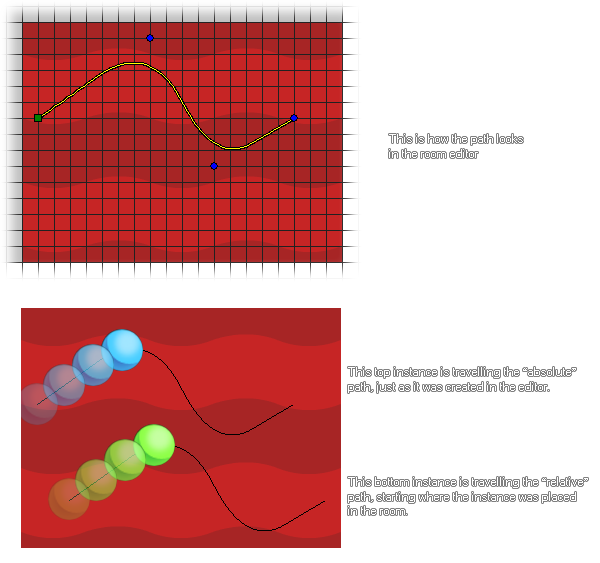 This is how the path looks
in the room editor
This top instance is travelling the "absolute"
path, just as it was created in the editor.
This bottom instance is travelling the "relative"
path, starting where the instance was placed
in the room.